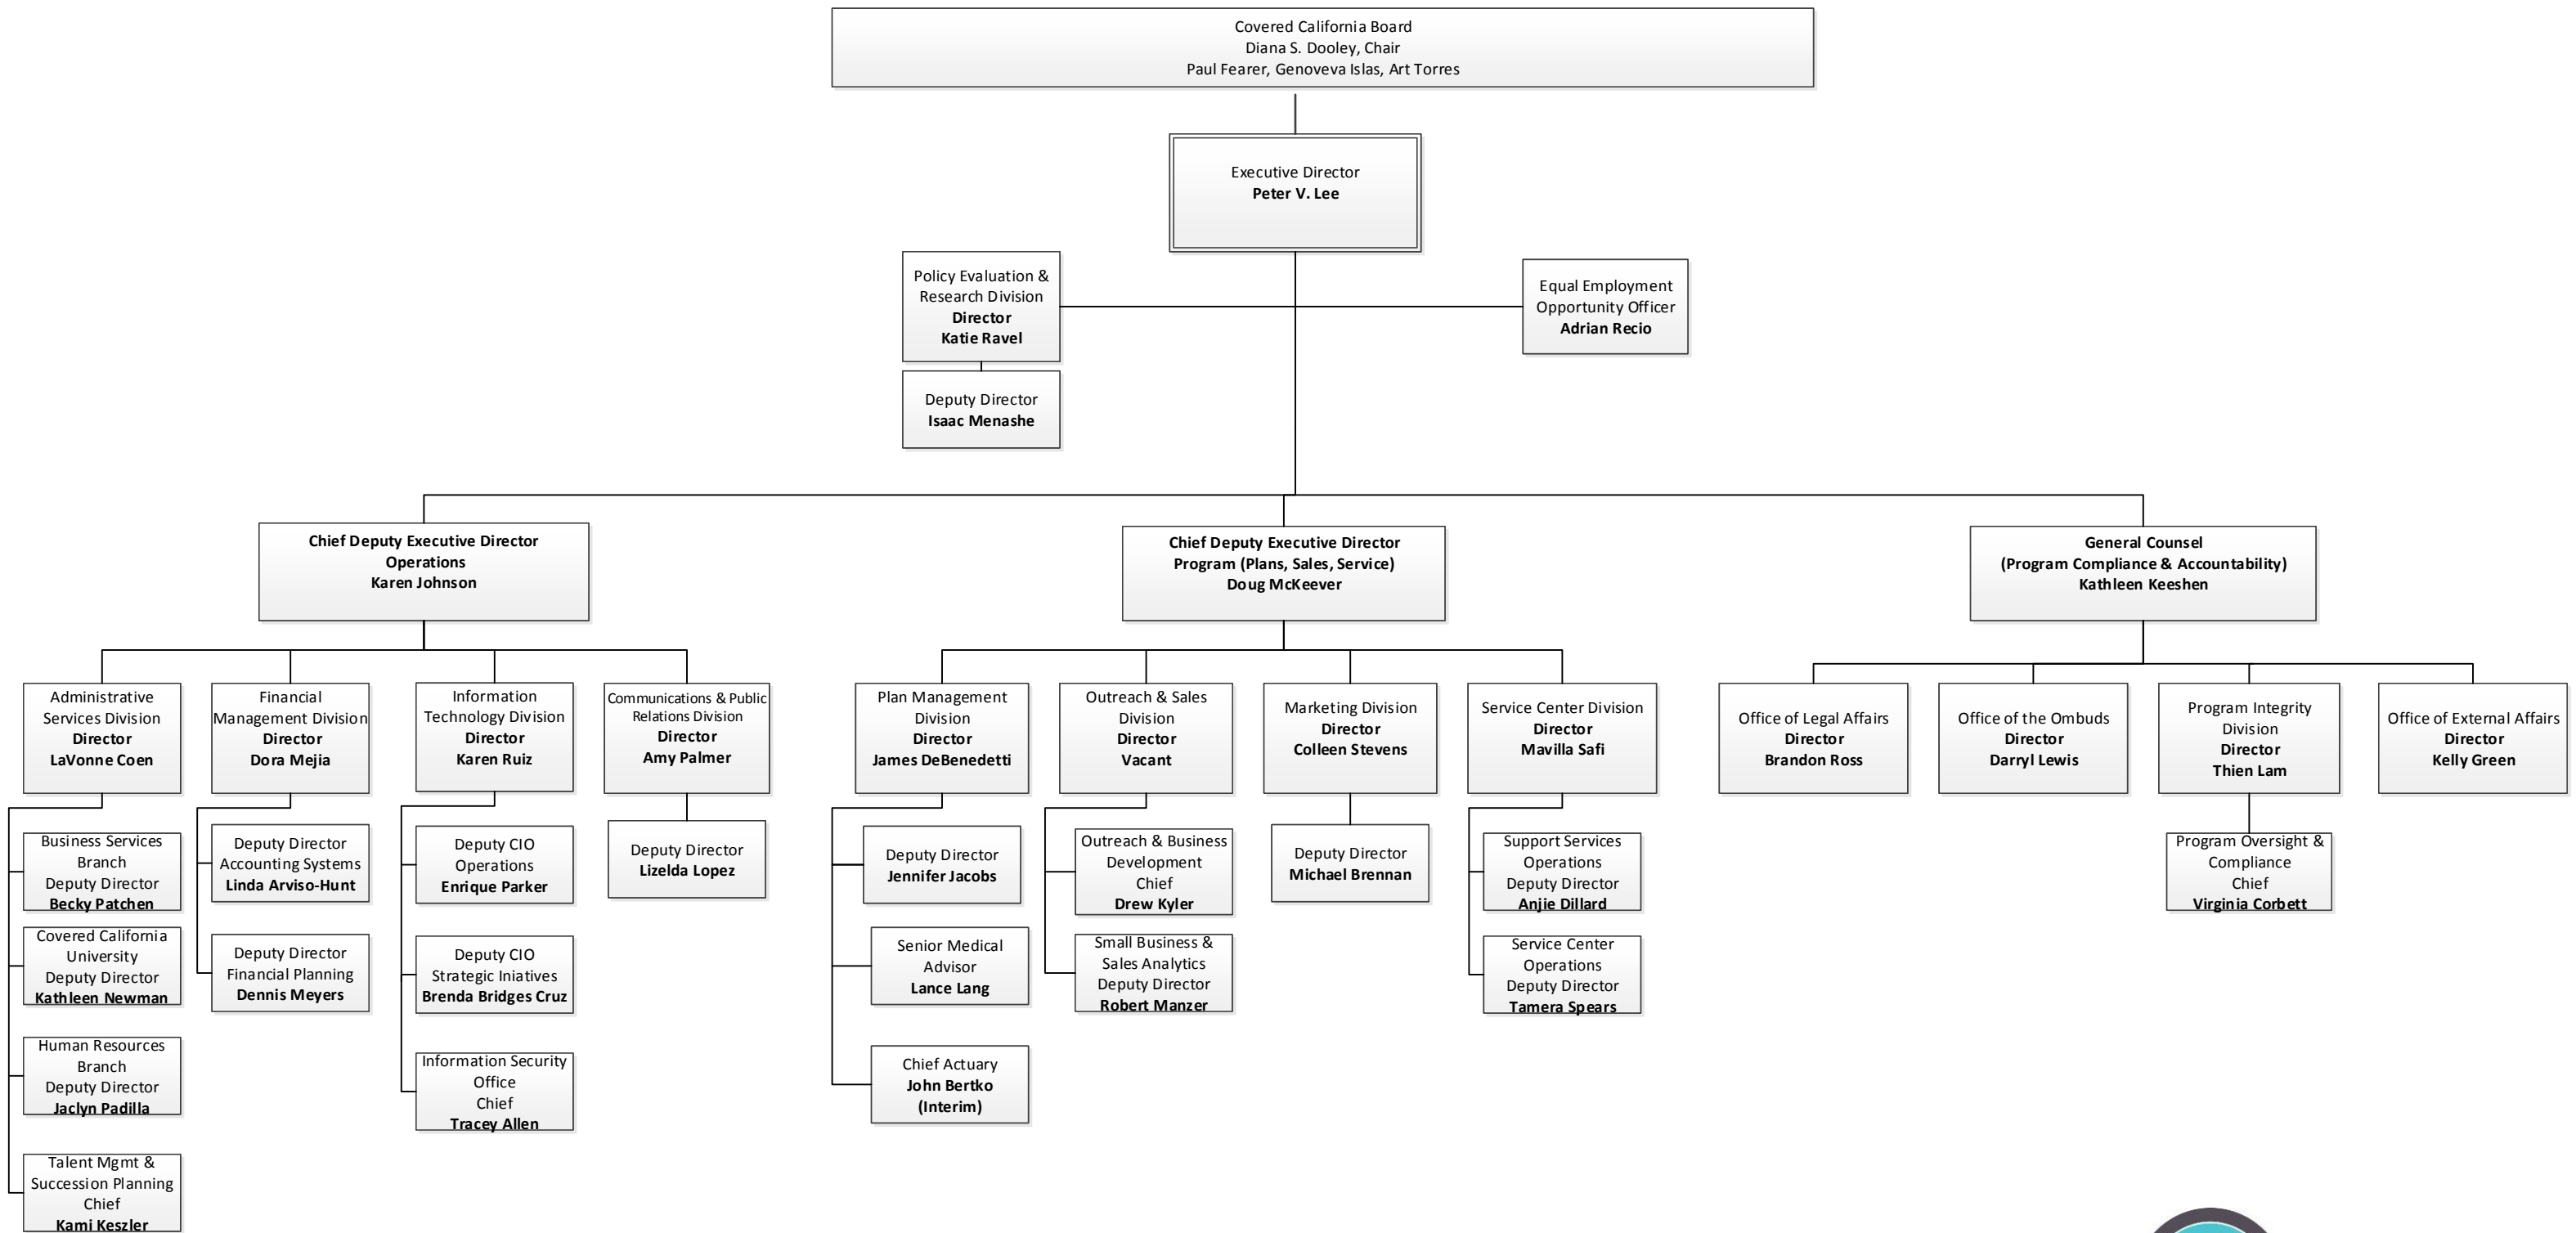 Covered California Board
Diana S. Dooley, Chair
Paul Fearer, Genoveva Islas, Art Torres
Executive Director
Peter V. Lee
Policy Evaluation &
Research Division
Director
Katie Ravel
Equal Employment
Opportunity Officer
Adrian Recio
Deputy Director
Isaac Menashe
Chief Deputy Executive Director
Operations
Karen Johnson
Chief Deputy Executive Director
Program (Plans, Sales, Service)
Doug McKeever
General Counsel
(Program Compliance & Accountability)
Kathleen Keeshen
Administrative
Services Division
Director
LaVonne Coen
Financial
Management Division
Director
Dora Mejia
Information
Technology Division
Director
Karen Ruiz
Communications & Public
Relations Division
Director
Amy Palmer
Plan Management
Division
Director
James DeBenedetti
Outreach & Sales
Division
Director
Vacant
Marketing Division
Director
Colleen Stevens
Service Center Division
Director
Mavilla Safi
Office of Legal Affairs
Director
Brandon Ross
Office of the Ombuds
Director
Darryl Lewis
Program Integrity
Division
Director
Thien Lam
Office of External Affairs
Director
Kelly Green
Business Services
Branch
Deputy Director
Becky Patchen
Covered California
University
Deputy Director
Kathleen Newman
Human Resources
Branch
Deputy Director
Jaclyn Padilla
Talent Mgmt &
Succession Planning
Chief
Kami Keszler
Deputy Director
Accounting Systems
Linda Arviso-Hunt
Deputy Director
Financial Planning
Dennis Meyers
Deputy CIO
Operations
Enrique Parker
Deputy CIO
Strategic Iniatives
Brenda Bridges Cruz
Information Security
Office
Chief
Tracey Allen
Deputy Director
Lizelda Lopez
Deputy Director
Jennifer Jacobs
Senior Medical
Advisor
Lance Lang
Chief Actuary
John Bertko
(Interim)
Outreach & Business
Development
Chief
Drew Kyler
Small Business &
Sales Analytics
Deputy Director
Robert Manzer
Deputy Director
Michael Brennan
Support Services
Operations
Deputy Director
Anjie Dillard
Service Center
Operations
Deputy Director
Tamera Spears
Program Oversight &
Compliance
Chief
Virginia Corbett